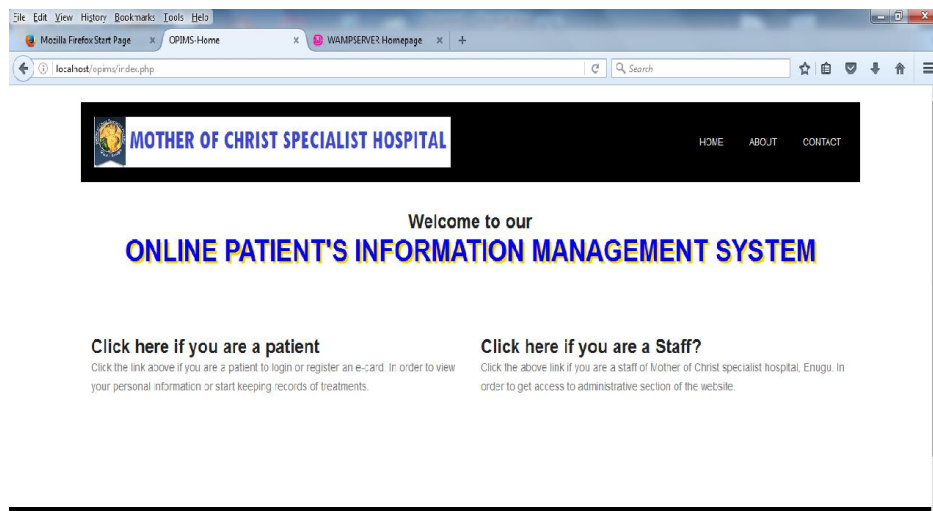 File Edit View History Bookmarks Tools Help
Mozilla Firefox Start Page × OPIMS-Home × WAMPSERVER Homepage × +
localhost/opims/index.php Search
MOTHER OF CHRIST SPECIALIST HOSPITAL
HOME ABOUT CONTACT
Welcome to our
ONLINE PATIENT'S INFORMATION MANAGEMENT SYSTEM
Click here if you are a patient
Click the link above if you are a patient to login or register an e-card. In order to view
your personal information or start keeping records of treatments.
Click here if you are a Staff?
Click the above link if you are a staff of Mother of Christ specialist hospital, Enugu. In
order to get access to administrative section of the website.